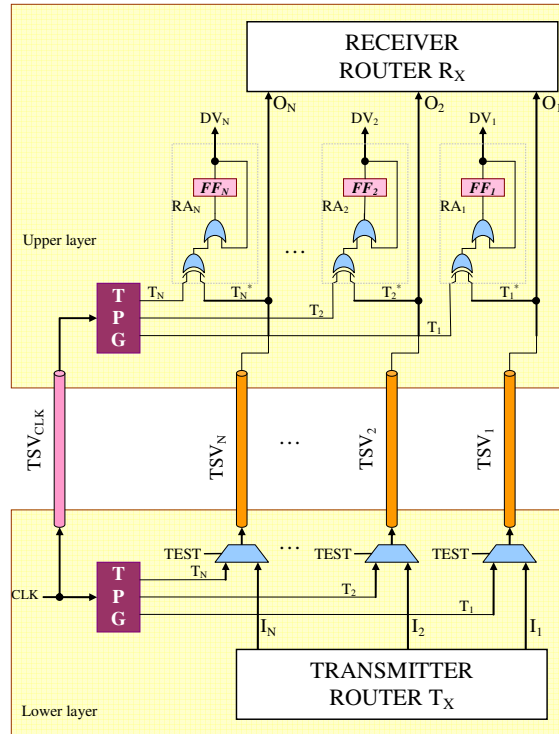 RECEIVER
ROUTER RX
ON
O2
O1
DVN
DV2
DV1
FFN
FF2
FF1
RAN
RA2
RA1
Upper layer
...
TN
TN*
T2*
T1*
T
P
G
T2
T1
TSVCLK
TSVN
...
TSV2
TSV1
TEST
...
TEST
TEST
CLK
T
P
G
TN
T2
T1
IN
I2
I1
TRANSMITTER
ROUTER TX
Lower layer